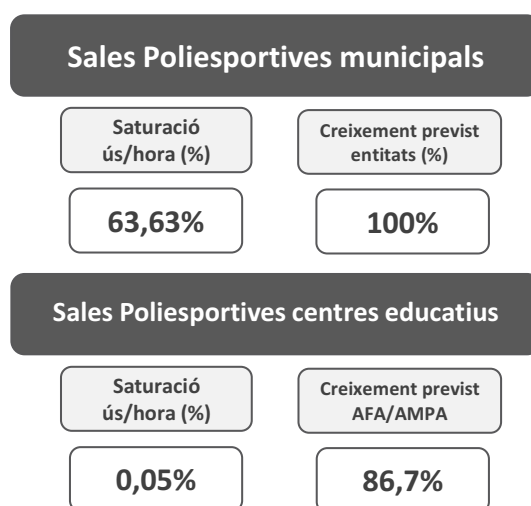 Sales Poliesportives municipals
Saturació
ús/hora (%)
Creixement previst
entitats (%)
63,63%
100%
Sales Poliesportives centres educatius
Saturació
ús/hora (%)
Creixement previst
AFA/AMPA
0,05%
86,7%